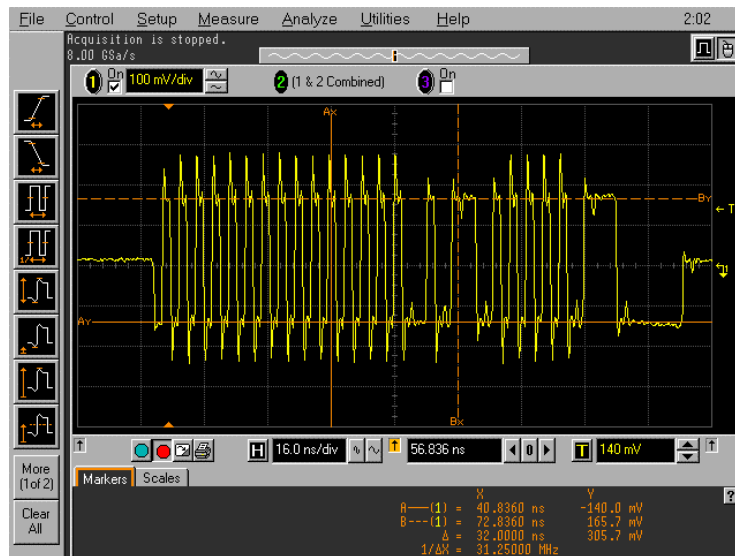 File Control Setup Measure Analyze Utilities Help 2:02
Acquisition is stopped.
8.00 GSa/s
1 On 100 mV/div 2 (1 & 2 Combined) 3 On
Ax
By
T
Ay
Bx
H 16.0 ns/div 56.836 ns 0 T 140 mV
More
(1of 2)
Clear
All
Markers Scales
X Y
A—(1) = 40.8360 ns -140.0 mV
B---(1) = 72.8360 ns 165.7 mV
Δ = 32.0000 ns 305.7 mV
1/ΔX = 31.25000 MHz
?